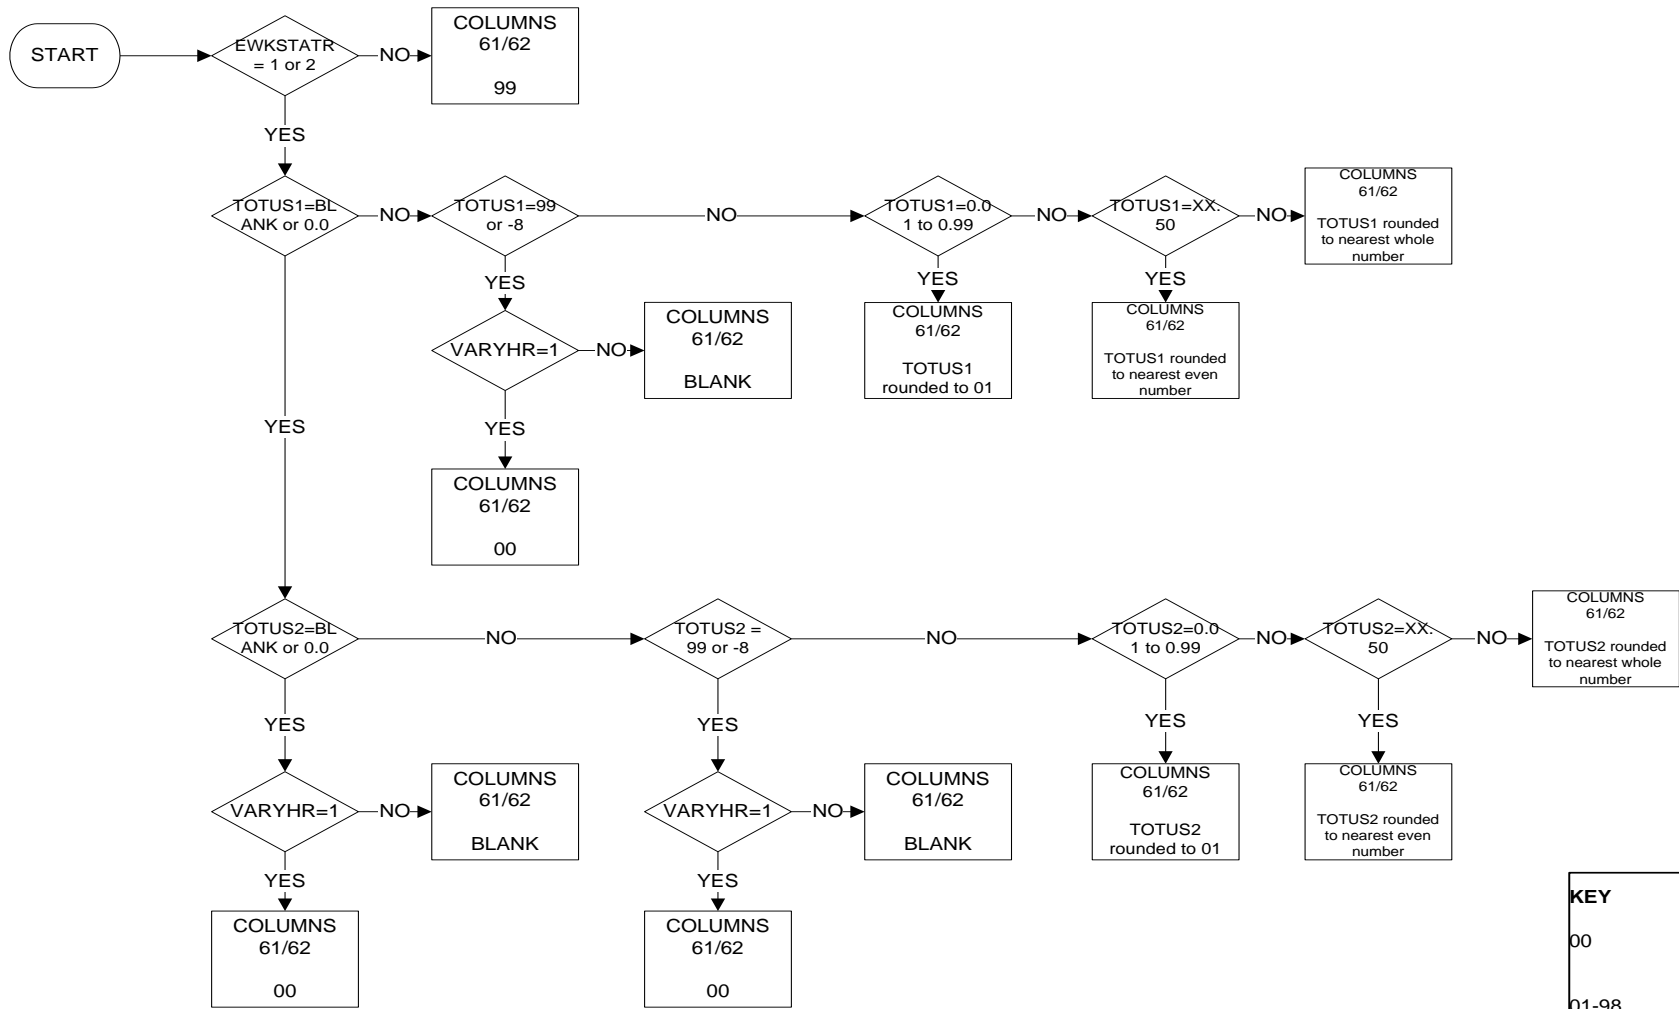 START
EWKSTATR
= 1 or 2
NO
COLUMNS
61/62
99
YES
TOTUS1=BL
ANK or 0.0
NO
TOTUS1=99
or -8
NO
TOTUS1=0.0
1 to 0.99
NO
TOTUS1=XX.
50
NO
COLUMNS
61/62
TOTUS1 rounded
to nearest whole
number
YES
VARYHR=1
NO
COLUMNS
61/62
BLANK
YES
COLUMNS
61/62
TOTUS1
rounded to 01
YES
COLUMNS
61/62
TOTUS1 rounded
to nearest even
number
YES
YES
COLUMNS
61/62
00
TOTUS2=BL
ANK or 0.0
NO
TOTUS2 =
99 or -8
NO
TOTUS2=0.0
1 to 0.99
NO
TOTUS2=XX.
50
NO
COLUMNS
61/62
TOTUS2 rounded
to nearest whole
number
YES
YES
YES
YES
VARYHR=1
NO
COLUMNS
61/62
BLANK
VARYHR=1
NO
COLUMNS
61/62
BLANK
COLUMNS
61/62
TOTUS2
rounded to 01
COLUMNS
61/62
TOTUS2 rounded
to nearest even
number
YES
YES
COLUMNS
61/62
00
COLUMNS
61/62
00
KEY
00
01-98